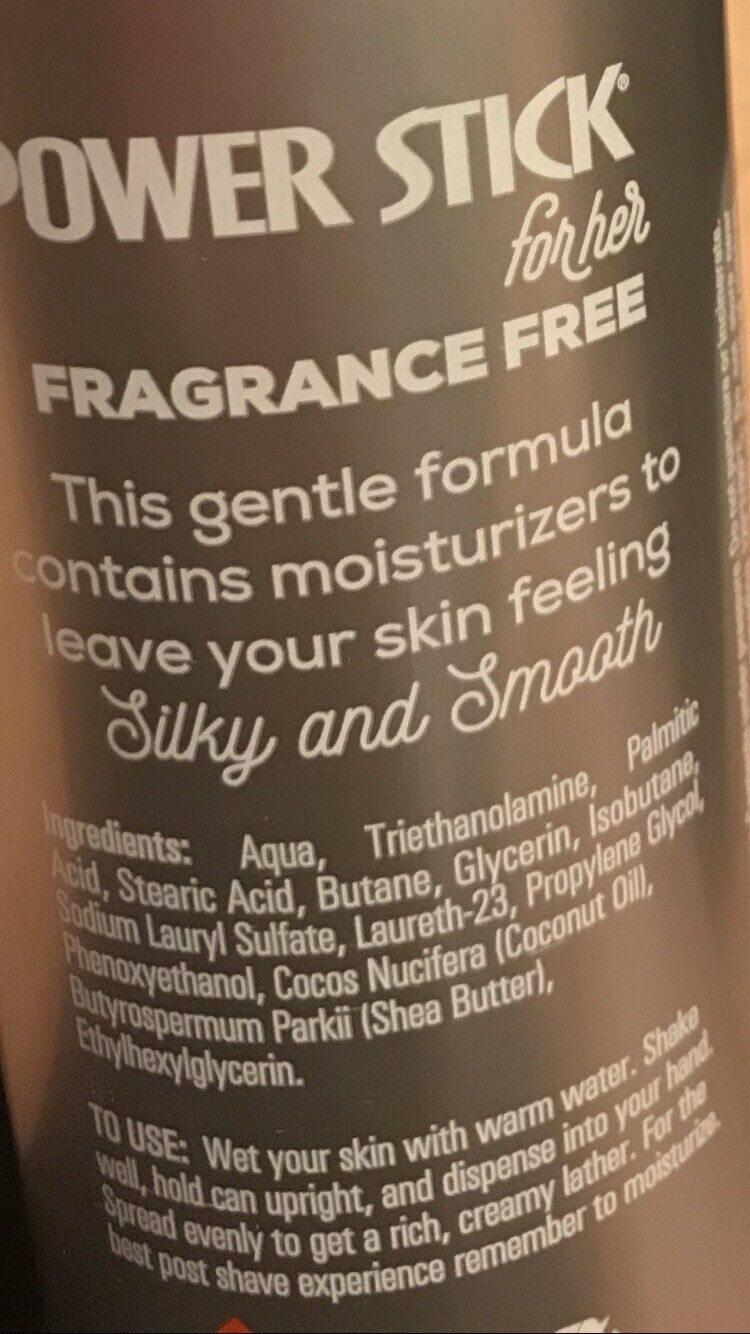 POWER STICK®
for her
FRAGRANCE FREE
This gentle formula
contains moisturizers to
leave your skin feeling
Silky and Smooth
Ingredients: Aqua, Triethanolamine, Palmitic
Acid, Stearic Acid, Butane, Glycerin, Isobutane,
Sodium Lauryl Sulfate, Laureth-23, Propylene Glycol,
Phenoxyethanol, Cocos Nucifera (Coconut Oil),
Butyrospermum Parkii (Shea Butter),
Ethylhexylglycerin.
TO USE: Wet your skin with warm water. Shake
well, hold can upright, and dispense into your hand.
Spread evenly to get a rich, creamy lather. For the
best post shave experience remember to moisturize.